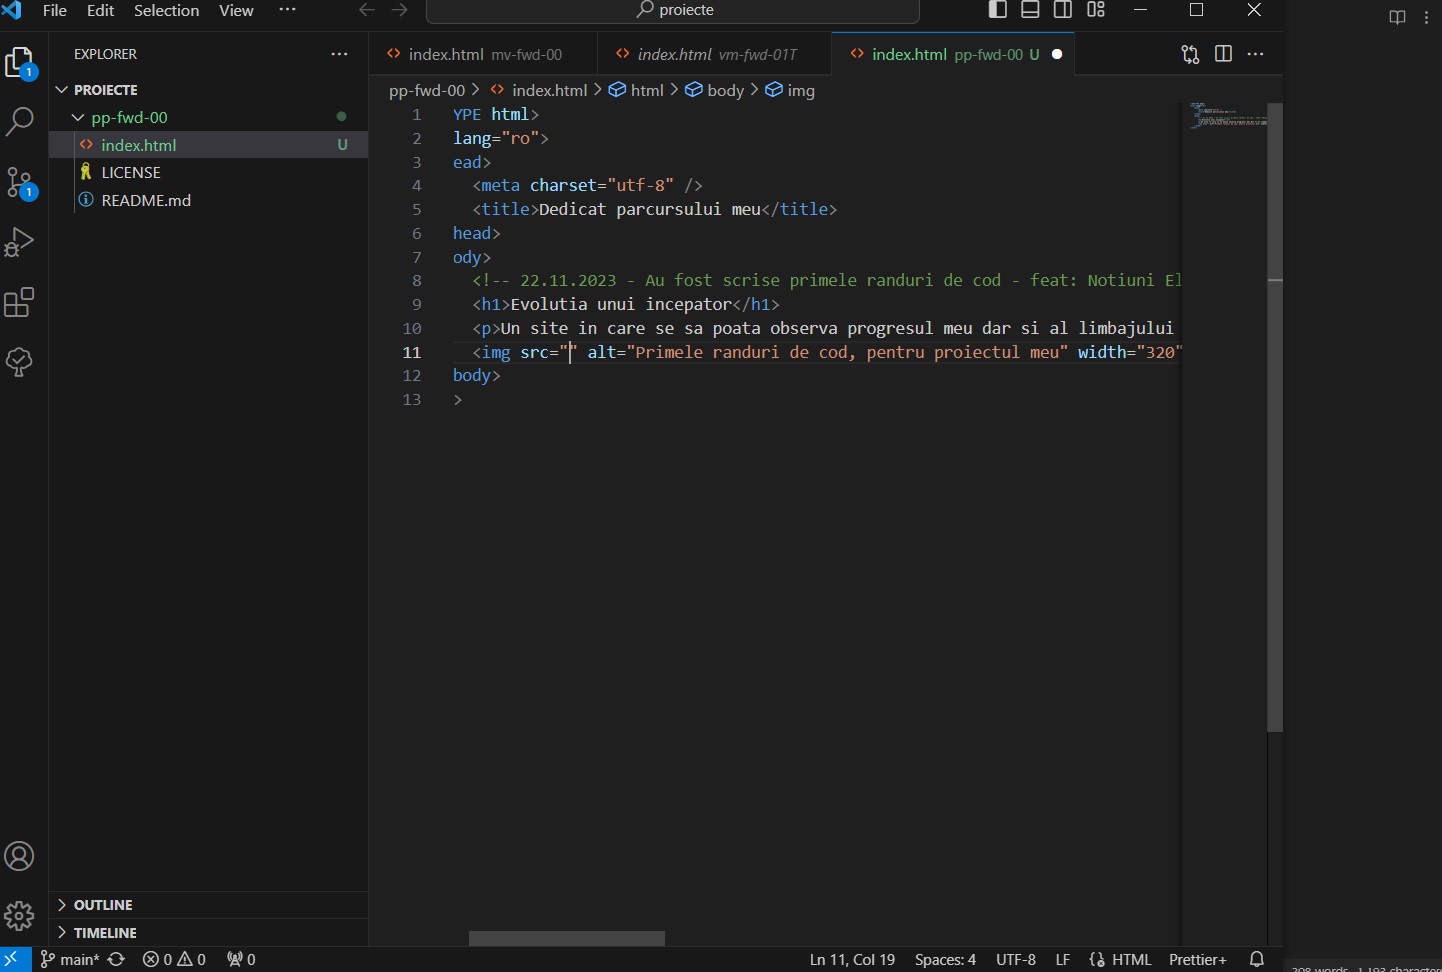 File Edit Selection View ··· proiecte
EXPLORER ···
PROIECTE
pp-fwd-00
index.html U
LICENSE
README.md
OUTLINE
TIMELINE
index.html mv-fwd-00 index.html vm-fwd-01T index.html pp-fwd-00 U
pp-fwd-00 > index.html > html > body > img
1 YPE html>
2 lang="ro">
3 ead>
4 <meta charset="utf-8" />
5 <title>Dedicat parcursului meu</title>
6 head>
7 ody>
8 <!-- 22.11.2023 - Au fost scrise primele randuri de cod - feat: Notiuni El
9 <h1>Evolutia unui incepator</h1>
10 <p>Un site in care se sa poata observa progresul meu dar si al limbajului
11 <img src="" alt="Primele randuri de cod, pentru proiectul meu" width="320"
12 body>
13 >
1
1
main* 0 0 0 Ln 11, Col 19 Spaces: 4 UTF-8 LF HTML Prettier+